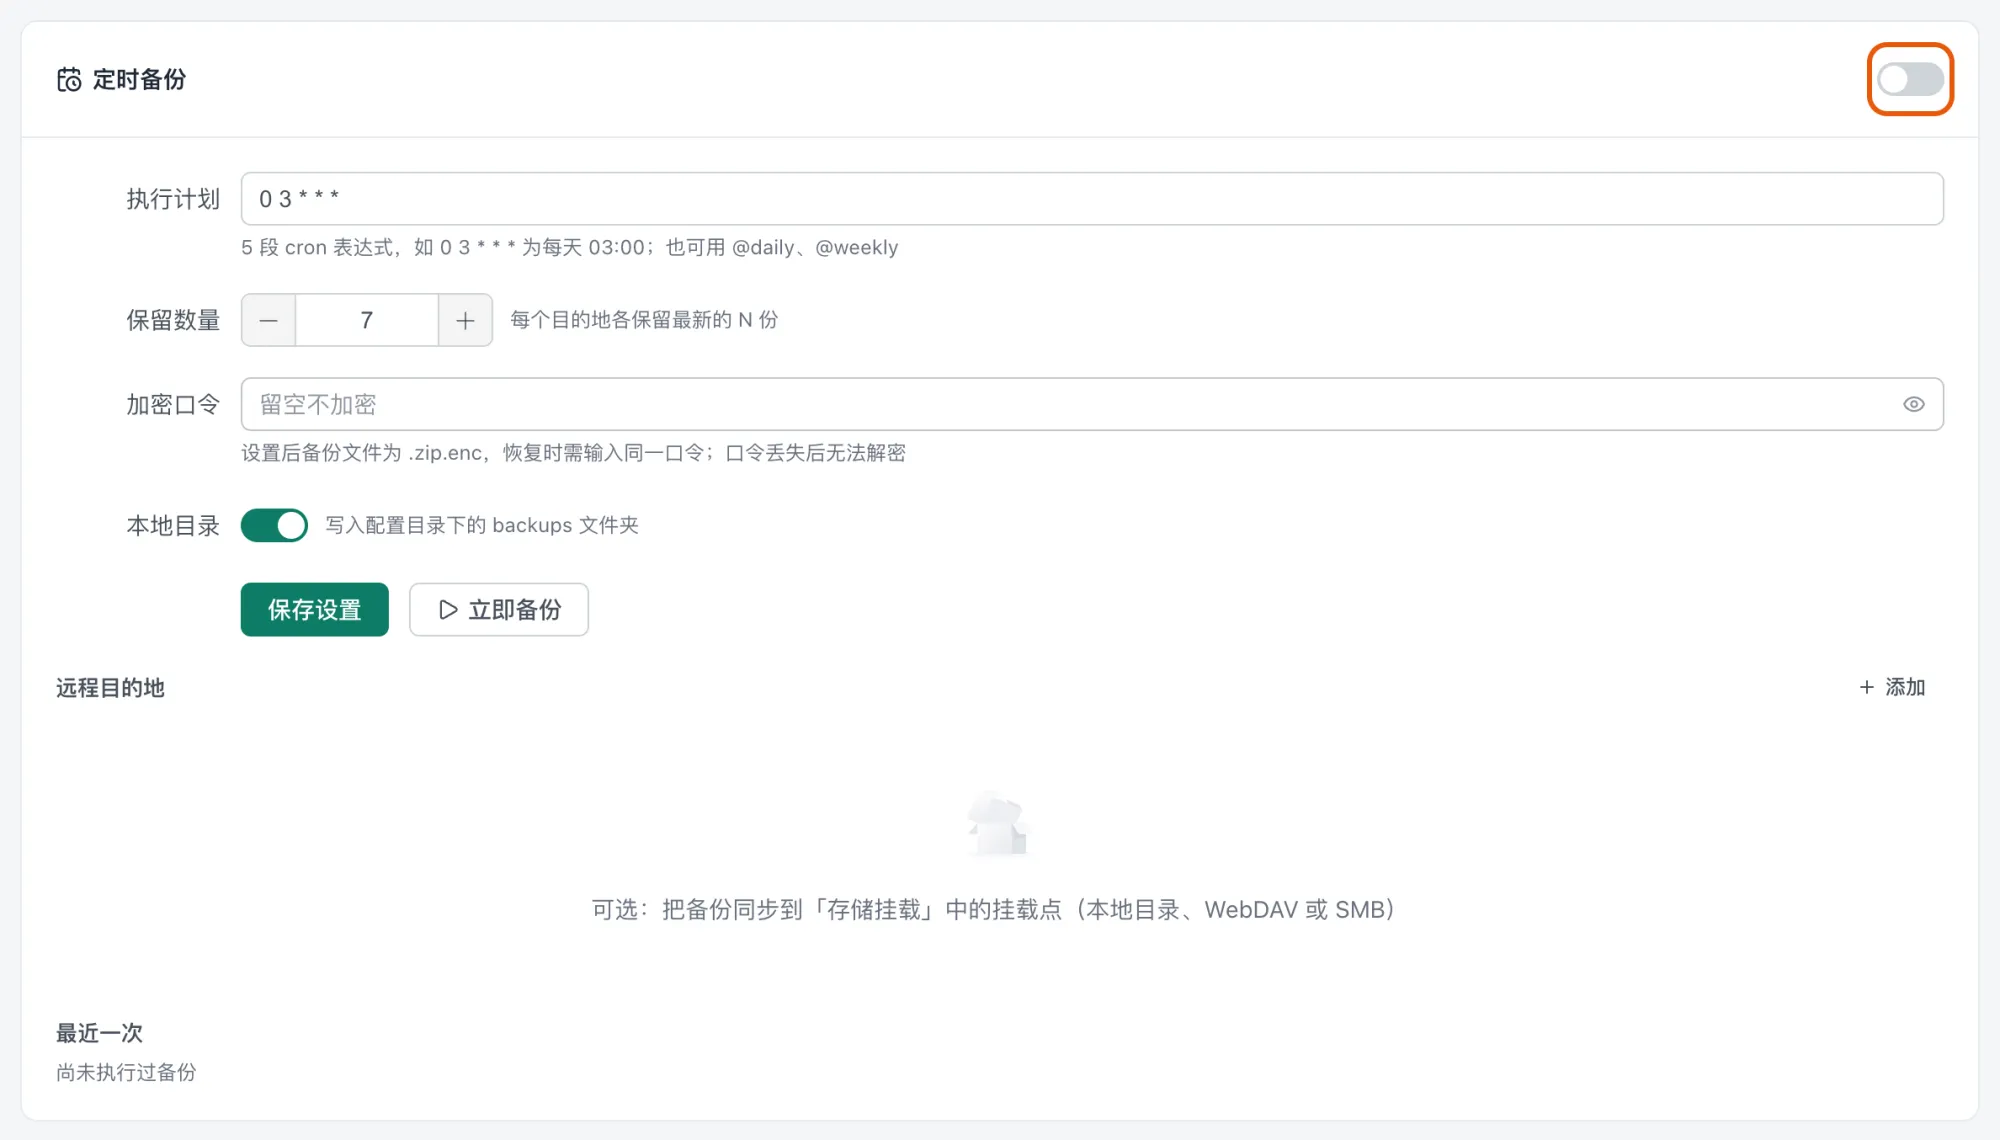 定时备份
执行计划
0 3 * * *
5 段 cron 表达式，如 0 3 * * * 为每天 03:00；也可用 @daily、@weekly
保留数量
7
每个目的地各保留最新的 N 份
加密口令
留空不加密
设置后备份文件为 .zip.enc，恢复时需输入同一口令；口令丢失后无法解密
本地目录
写入配置目录下的 backups 文件夹
保存设置
立即备份
远程目的地
+ 添加
可选：把备份同步到「存储挂载」中的挂载点（本地目录、WebDAV 或 SMB）
最近一次
尚未执行过备份